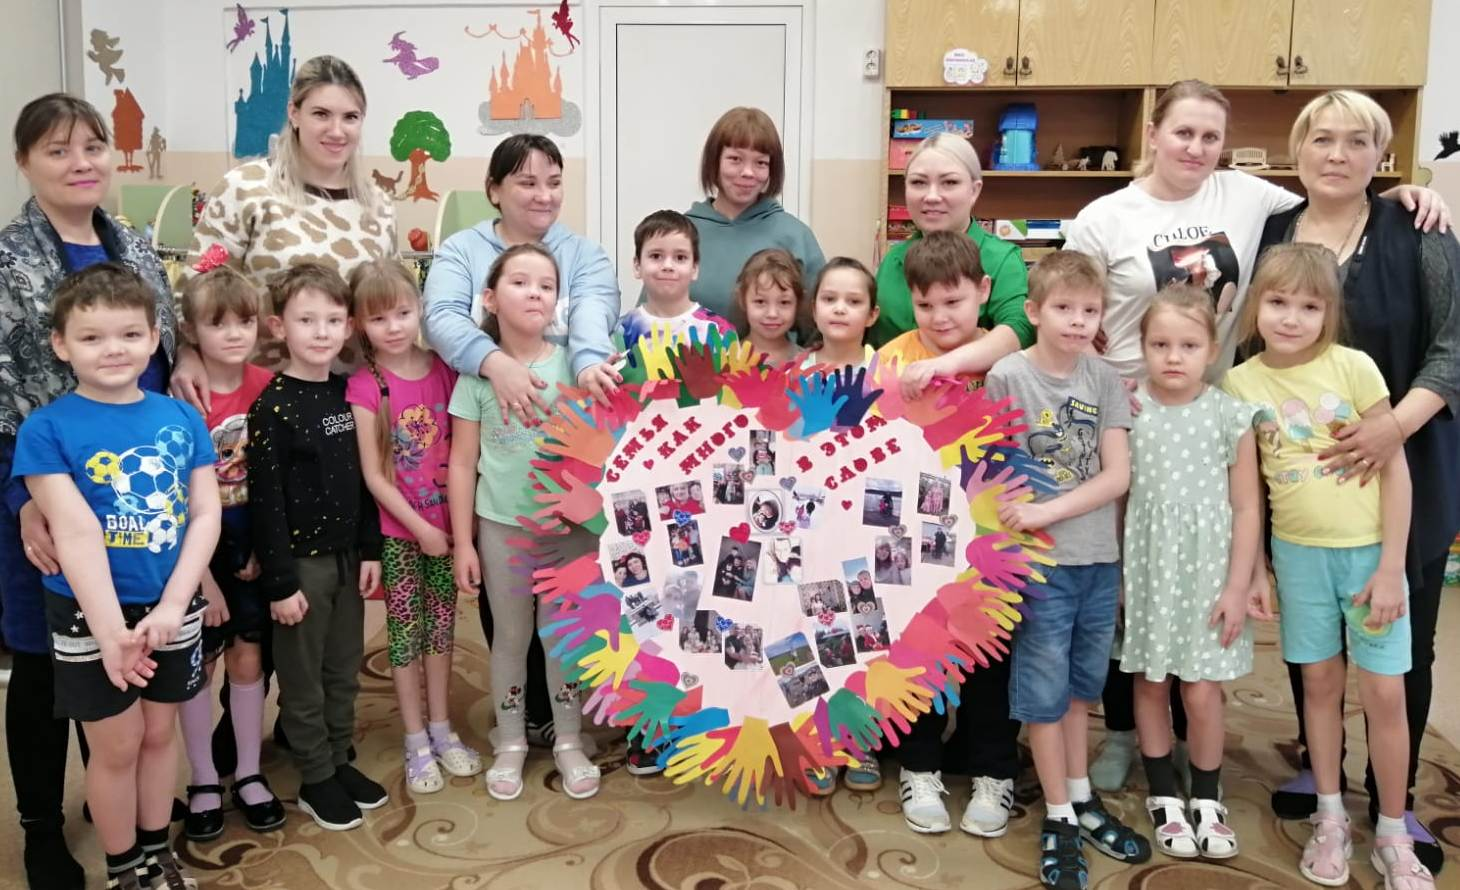 СЕМЬЯ
КАК
МНОГО
В ЭТОМ
СЛОВЕ
GOAL
TIME
COLOUR
CATCHER
CHLOE